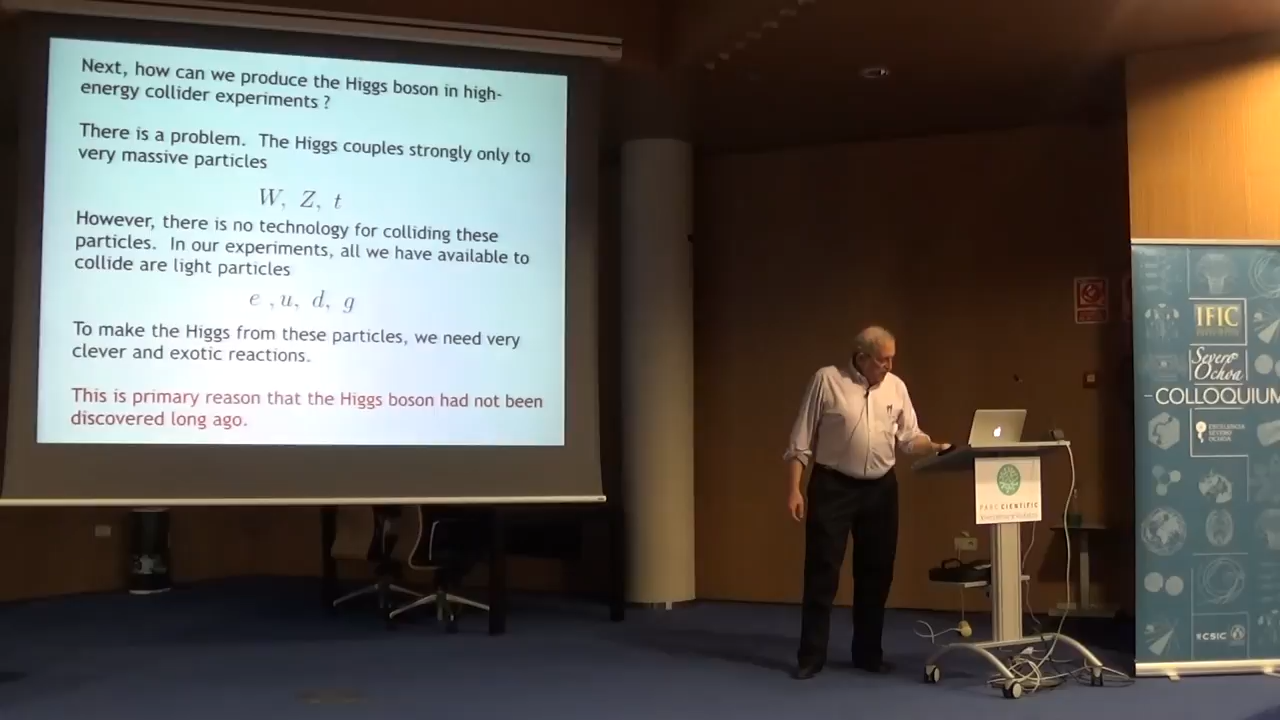 Next, how can we produce the Higgs boson in high-
energy collider experiments ?
There is a problem. The Higgs couples strongly only to
very massive particles
W, Z, t
However, there is no technology for colliding these
particles. In our experiments, all we have available to
collide are light particles
e , u, d, g
To make the Higgs from these particles, we need very
clever and exotic reactions.
This is primary reason that the Higgs boson had not been
discovered long ago.
PARC CIENTÍFIC
IFIC
Severo
Ochoa
COLLOQUIUM
EXCELENCIA
SEVERO
OCHOA
CSIC